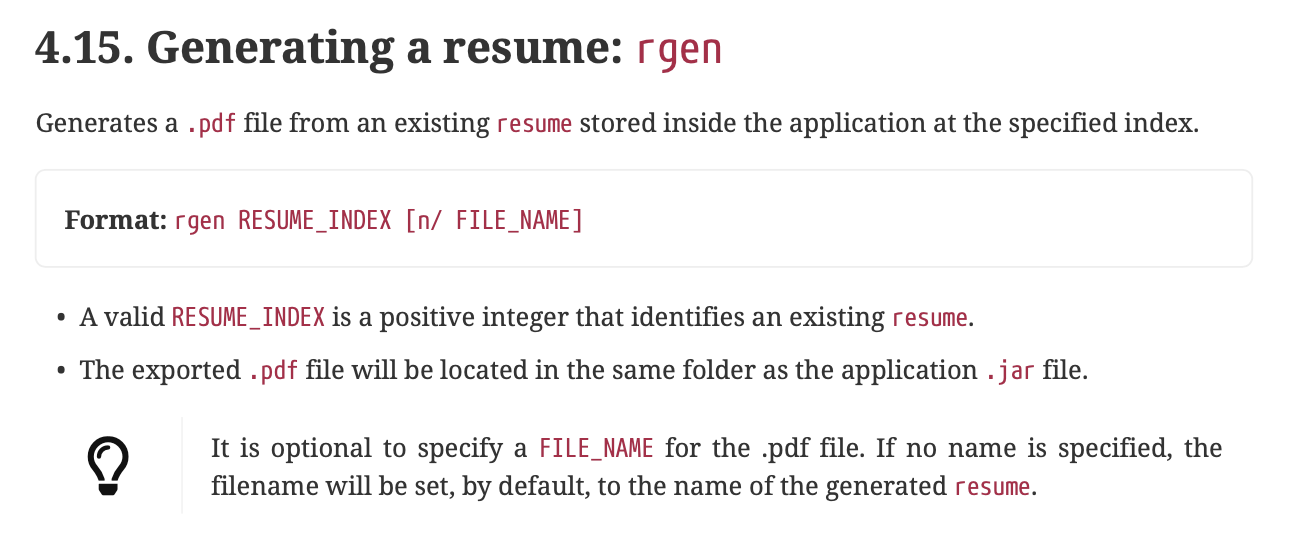 4.15. Generating a resume: rgen
Generates a .pdf file from an existing resume stored inside the application at the specified index.
Format: rgen RESUME_INDEX [n/ FILE_NAME]
• A valid RESUME_INDEX is a positive integer that identifies an existing resume.
• The exported .pdf file will be located in the same folder as the application .jar file.
It is optional to specify a FILE_NAME for the .pdf file. If no name is specified, the
filename will be set, by default, to the name of the generated resume.